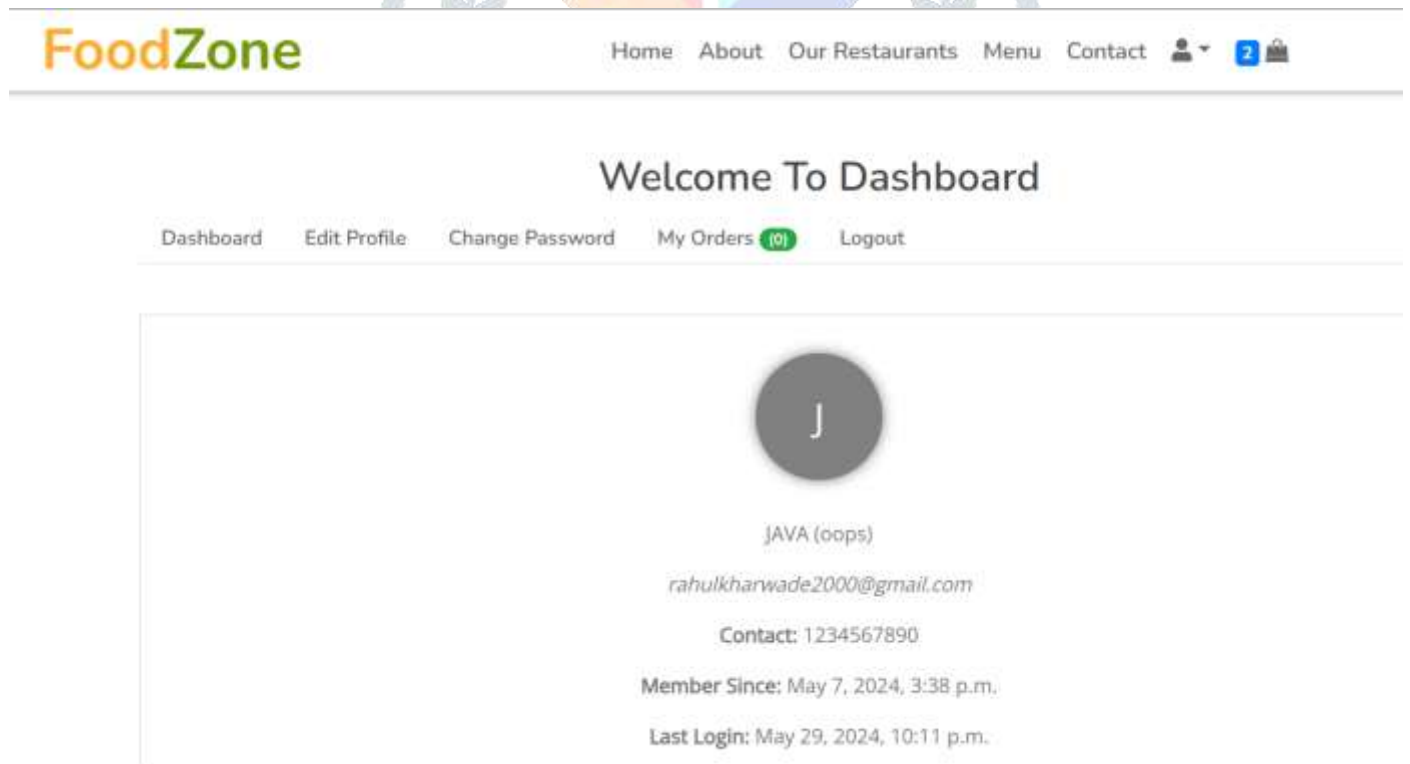 FoodZone Home About Our Restaurants Menu Contact 2
Welcome To Dashboard
Dashboard Edit Profile Change Password My Orders (0) Logout
J
JAVA (oops)
rahulkharwade2000@gmail.com
Contact: 1234567890
Member Since: May 7, 2024, 3:38 p.m.
Last Login: May 29, 2024, 10:11 p.m.